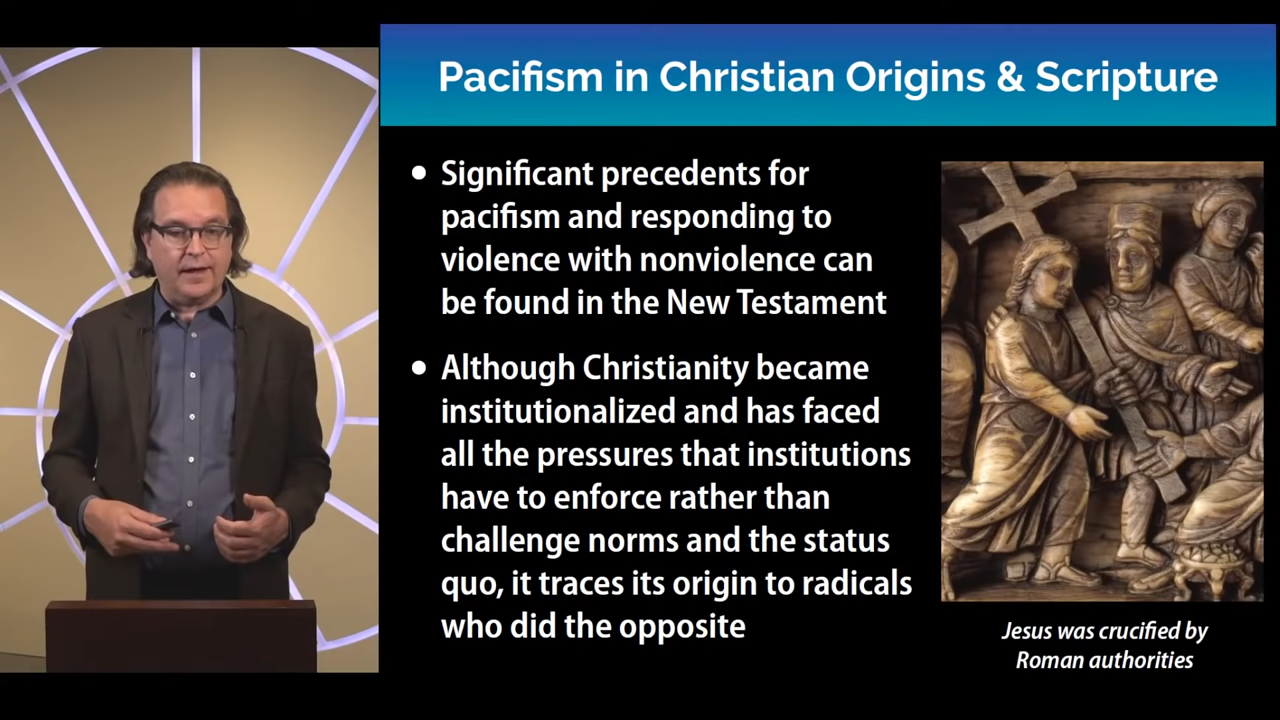 Pacifism in Christian Origins & Scripture
• Significant precedents for
pacifism and responding to
violence with nonviolence can
be found in the New Testament
• Although Christianity became
institutionalized and has faced
all the pressures that institutions
have to enforce rather than
challenge norms and the status
quo, it traces its origin to radicals
who did the opposite
Jesus was crucified by
Roman authorities